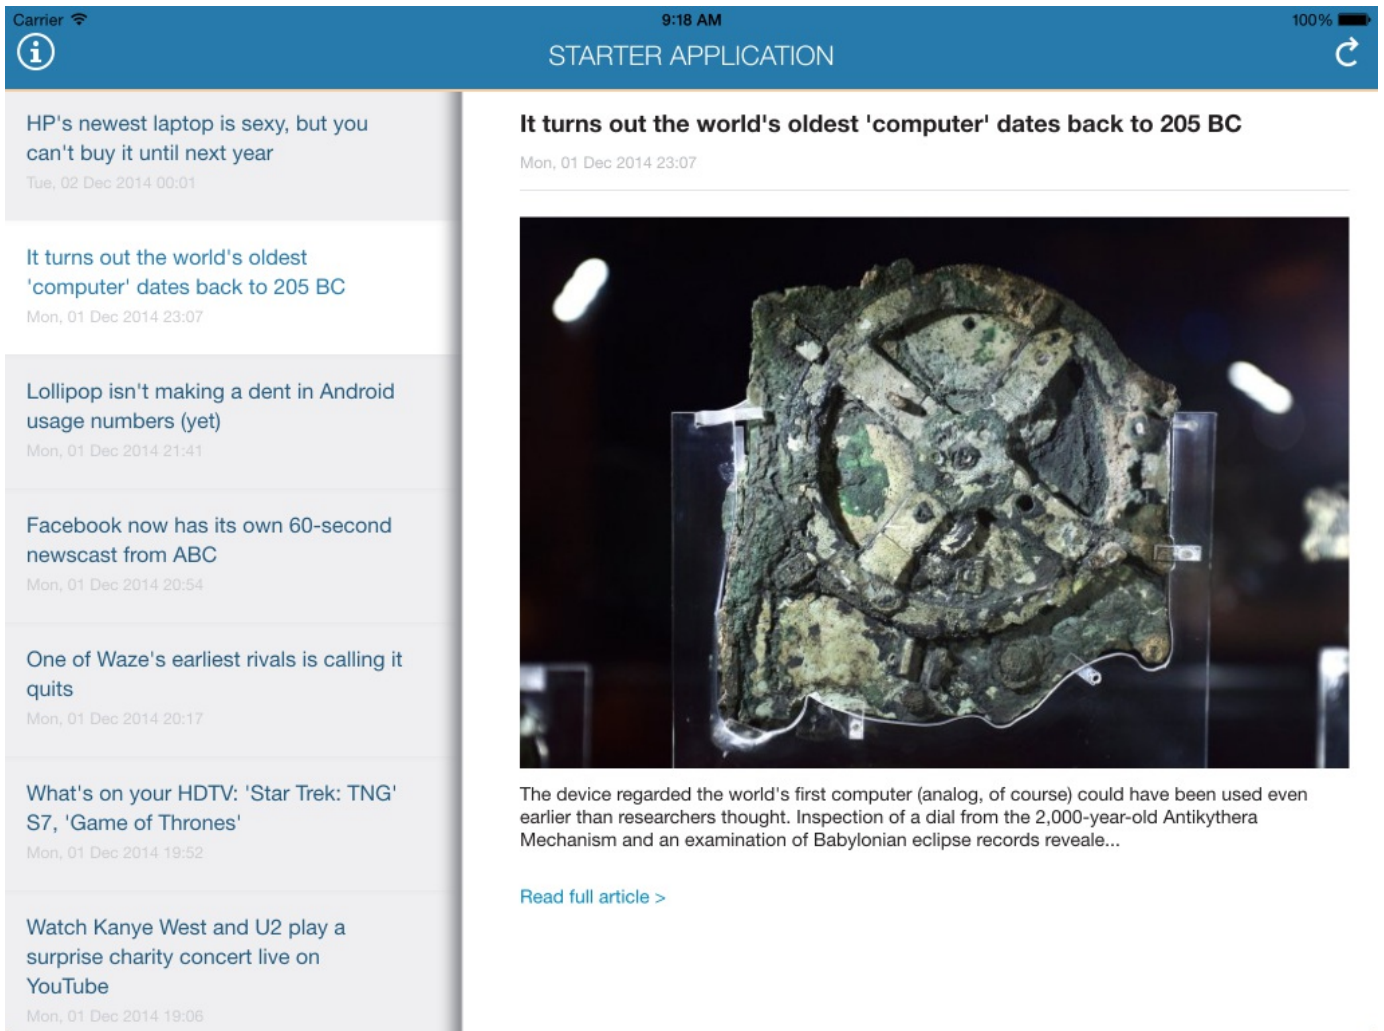 Carrier
9:18 AM
100%
STARTER APPLICATION
HP's newest laptop is sexy, but you
can't buy it until next year
Tue, 02 Dec 2014 00:01
It turns out the world's oldest
'computer' dates back to 205 BC
Mon, 01 Dec 2014 23:07
Lollipop isn't making a dent in Android
usage numbers (yet)
Mon, 01 Dec 2014 21:41
Facebook now has its own 60-second
newscast from ABC
Mon, 01 Dec 2014 20:54
One of Waze's earliest rivals is calling it
quits
Mon, 01 Dec 2014 20:17
What's on your HDTV: 'Star Trek: TNG'
S7, 'Game of Thrones'
Mon, 01 Dec 2014 19:52
Watch Kanye West and U2 play a
surprise charity concert live on
YouTube
Mon, 01 Dec 2014 19:06
It turns out the world's oldest 'computer' dates back to 205 BC
Mon, 01 Dec 2014 23:07
The device regarded the world's first computer (analog, of course) could have been used even
earlier than researchers thought. Inspection of a dial from the 2,000-year-old Antikythera
Mechanism and an examination of Babylonian eclipse records reveale...
Read full article >